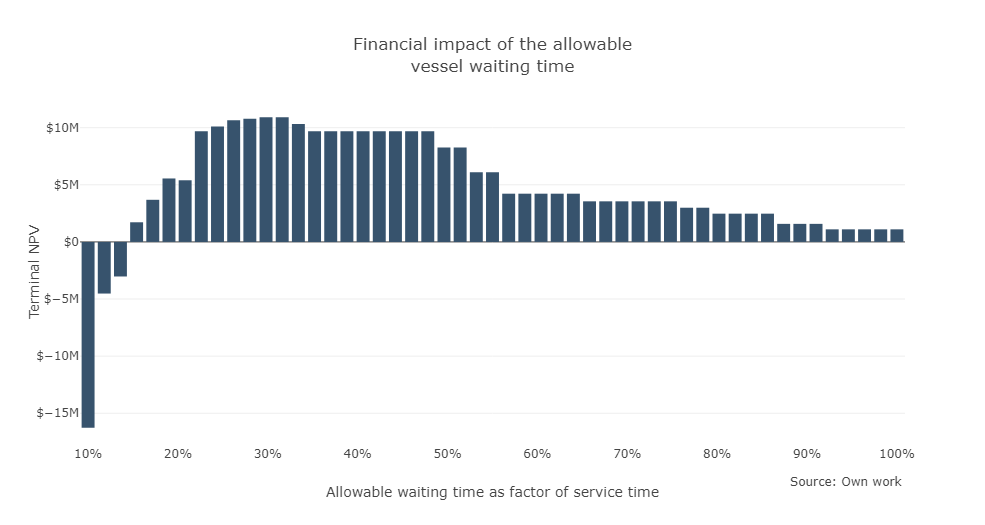 Financial impact of the allowable
vessel waiting time
$10M
$5M
$0
$−5M
$−10M
$−15M
Terminal NPV
10% 20% 30% 40% 50% 60% 70% 80% 90% 100%
Allowable waiting time as factor of service time
Source: Own work